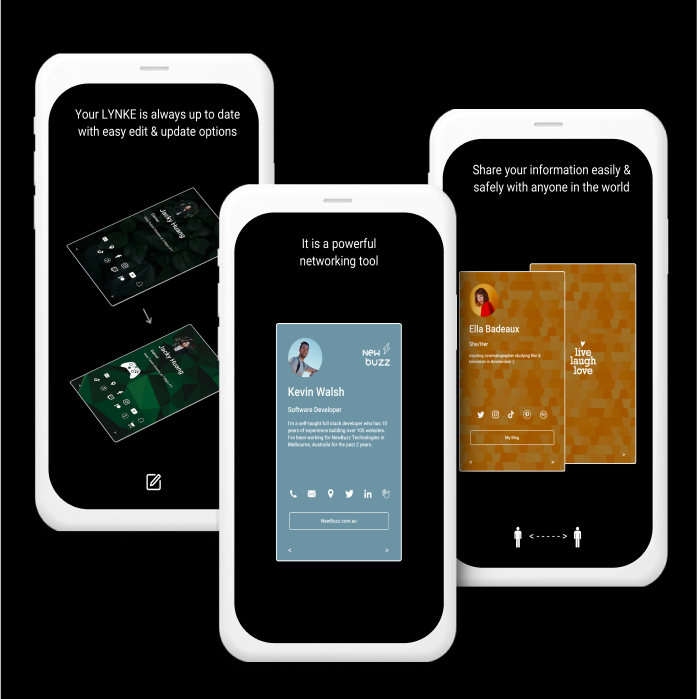 Your LYNKE is always up to date
with easy edit & update options
Jacky Huang
Jacky Huang
It is a powerful
networking tool
New
buzz
Kevin Walsh
Software Developer
I'm a self-taught full stack developer who has 10
years of experience building over 100 websites.
I've been working for NewBuzz Technologies in
Melbourne, Australia for the past 2 years.
NewBuzz.com.au
<
>
Share your information easily &
safely with anyone in the world
Ella Badeaux
She/Her
Aspiring cinematographer studying film &
television in Amsterdam :)
My Blog
<
>
live
laugh
love
>
< - - - - - >